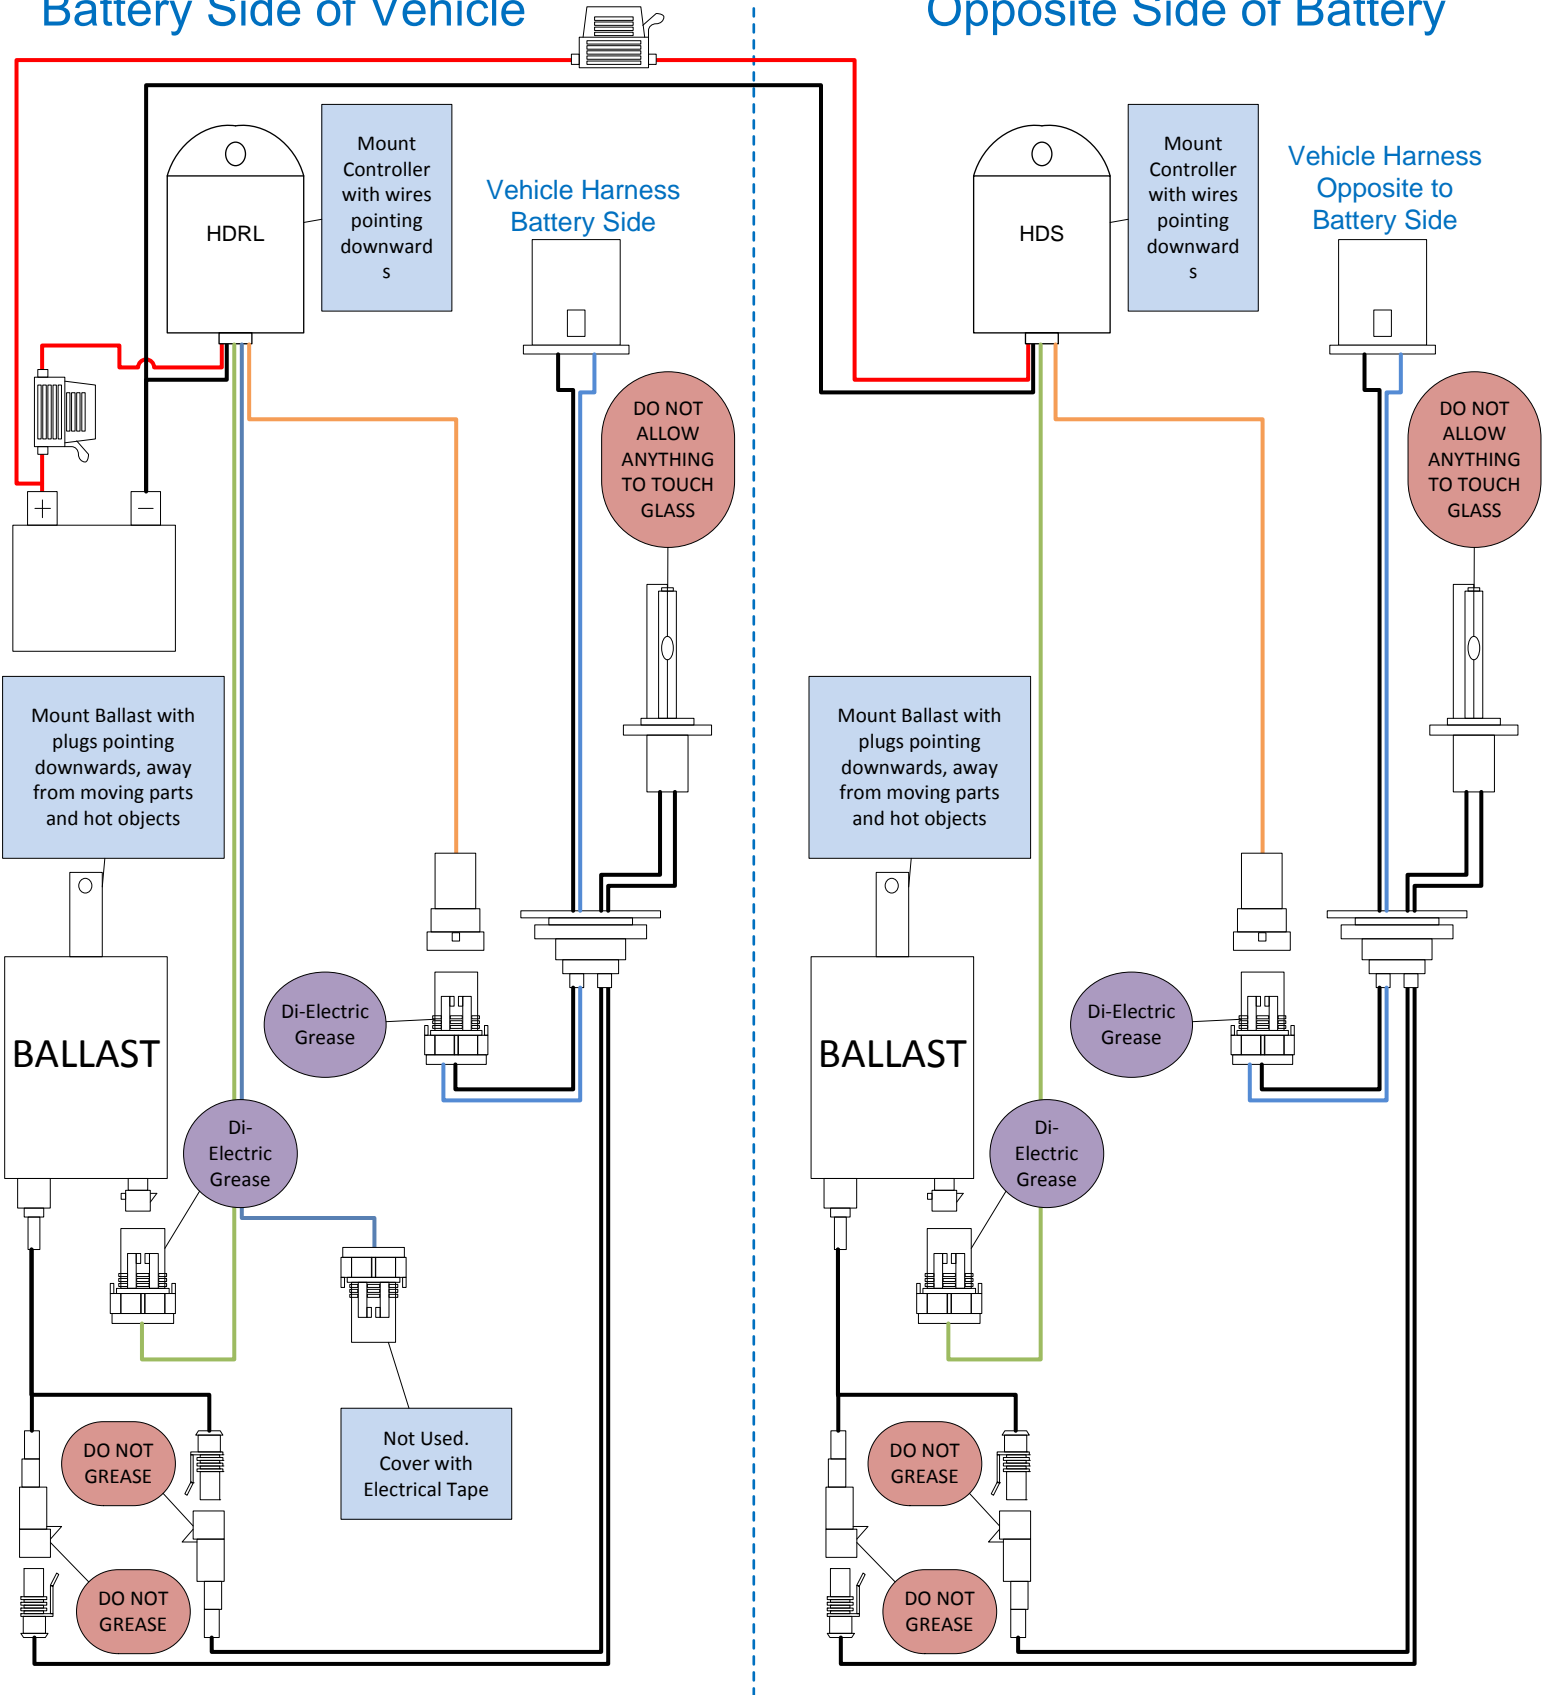 Battery Side of Vehicle
Opposite Side of Battery
Mount
Controller
with wires
pointing
downward
s
HDRL
Vehicle Harness
Battery Side
DO NOT
ALLOW
ANYTHING
TO TOUCH
GLASS
+
−
Mount Ballast with
plugs pointing
downwards, away
from moving parts
and hot objects
BALLAST
Di-Electric
Grease
Di-
Electric
Grease
Not Used.
Cover with
Electrical Tape
DO NOT
GREASE
DO NOT
GREASE
Mount
Controller
with wires
pointing
downward
s
HDS
Vehicle Harness
Opposite to
Battery Side
DO NOT
ALLOW
ANYTHING
TO TOUCH
GLASS
Mount Ballast with
plugs pointing
downwards, away
from moving parts
and hot objects
BALLAST
Di-Electric
Grease
Di-
Electric
Grease
DO NOT
GREASE
DO NOT
GREASE